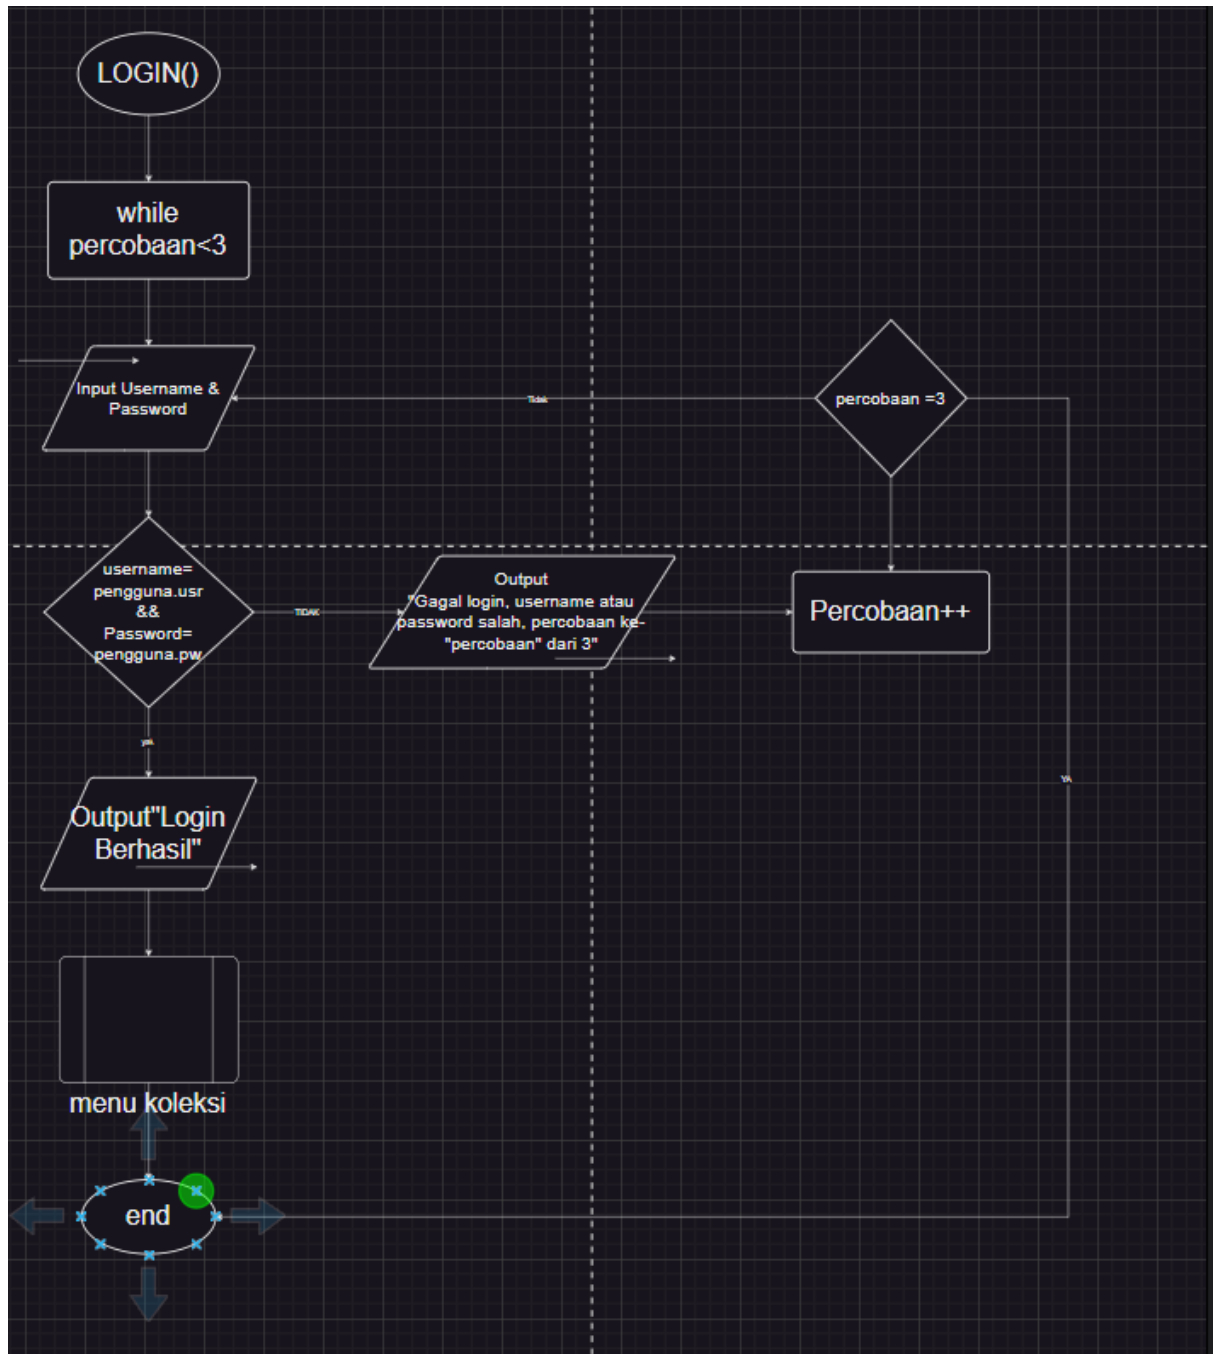 LOGIN()
while
percobaan<3
Input Username &
Password
Tidak
percobaan =3
username=
pengguna.usr
&&
Password=
pengguna.pw
TIDAK
Output
"Gagal login, username atau
password salah, percobaan ke-
"percobaan" dari 3"
Percobaan++
YA
Output"Login
Berhasil"
menu koleksi
end